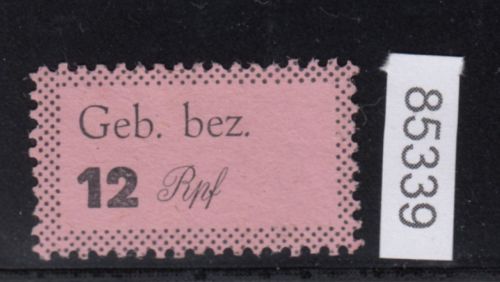 Geb. bez.
12 Rpf
85339